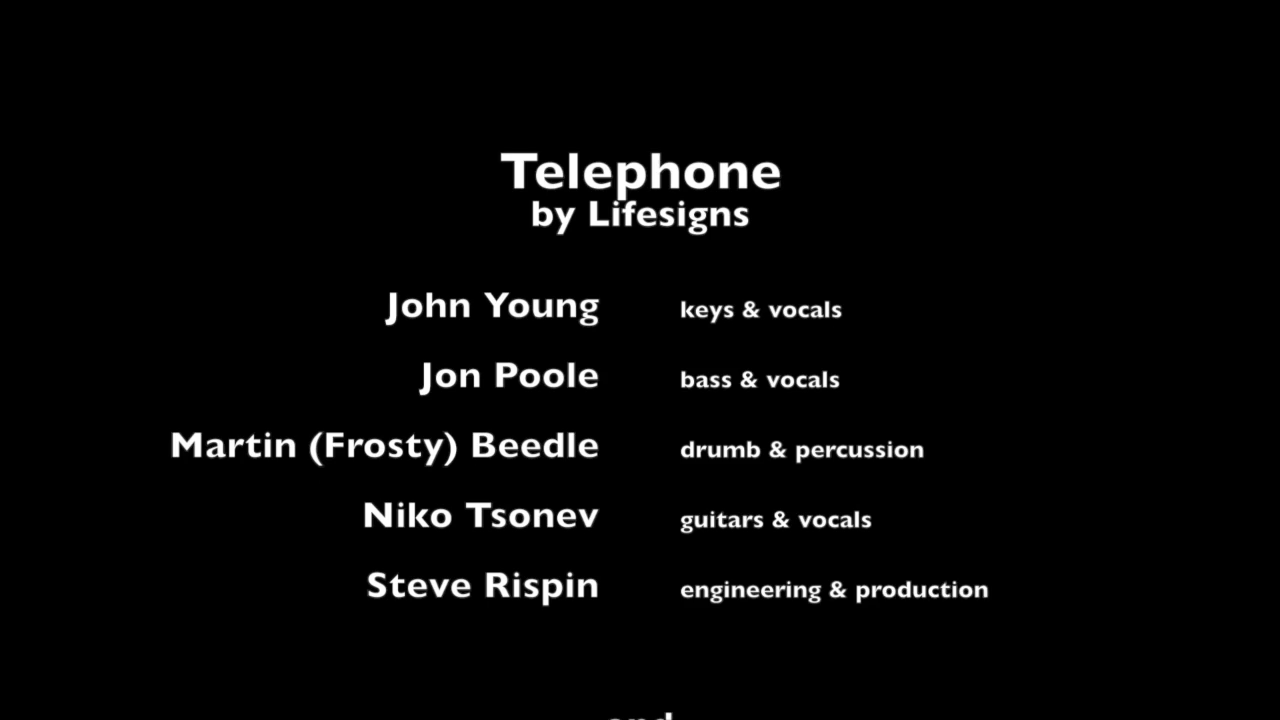 Telephone
by Lifesigns
John Young keys & vocals
Jon Poole bass & vocals
Martin (Frosty) Beedle drumb & percussion
Niko Tsonev guitars & vocals
Steve Rispin engineering & production
and